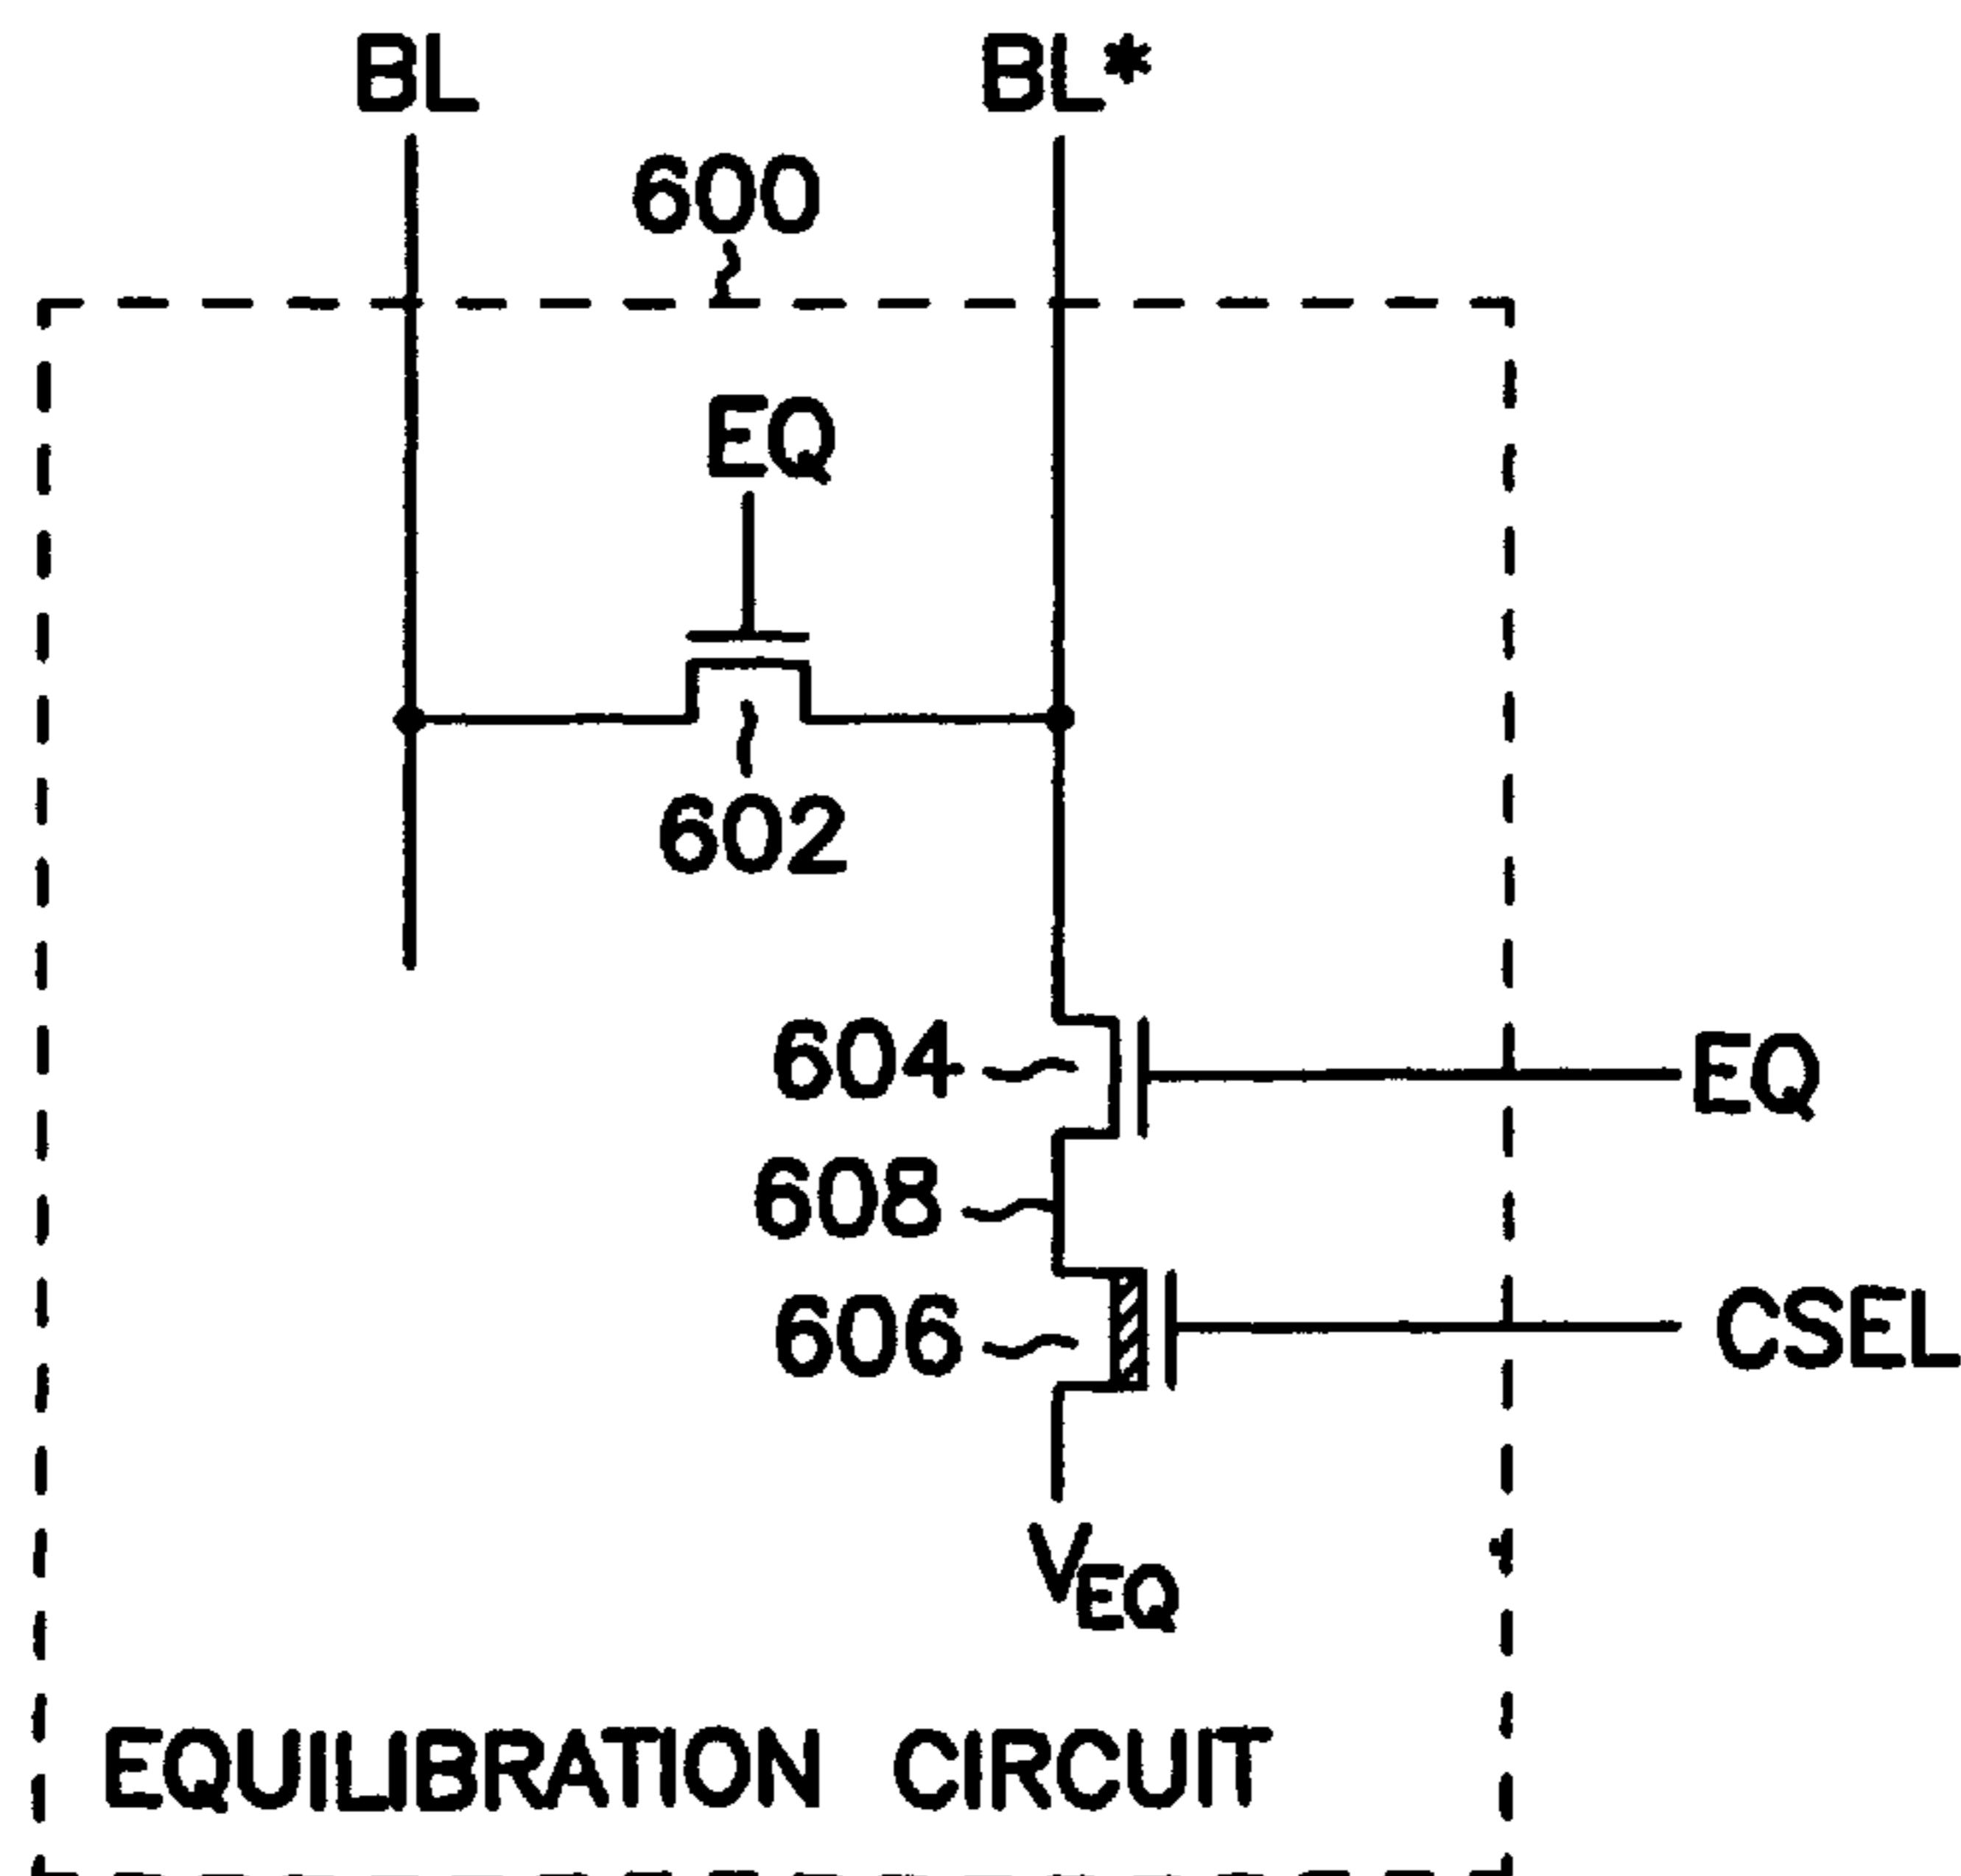 BL
BL*
600
EQ
602
604
EQ
608
606
CSEL
VEQ
EQUILIBRATION CIRCUIT